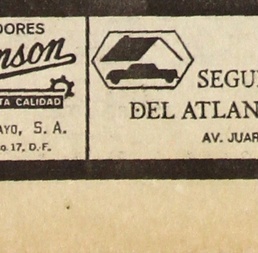 DORES
nson
TA CALIDAD
AYO, S. A.
o. 17, D.F.
SEGU
DEL ATLAN
AV. JUAR